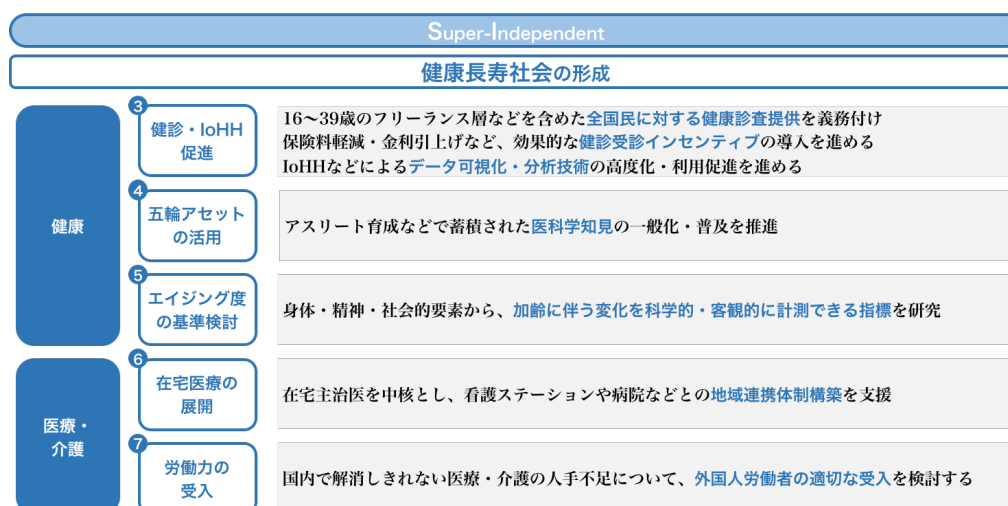 Super-Independent
健康長寿社会の形成
健康
3
健診・IoHH
促進
16〜39歳のフリーランス層などを含めた全国民に対する健康診査提供を義務付け
保険料軽減・金利引上げなど、効果的な健診受診インセンティブの導入を進める
IoHHなどによるデータ可視化・分析技術の高度化・利用促進を進める
4
五輪アセット
の活用
アスリート育成などで蓄積された医科学知見の一般化・普及を推進
5
エイジング度
の基準検討
身体・精神・社会的要素から、加齢に伴う変化を科学的・客観的に計測できる指標を研究
医療・
介護
6
在宅医療の
展開
在宅主治医を中核とし、看護ステーションや病院などとの地域連携体制構築を支援
7
労働力の
受入
国内で解消しきれない医療・介護の人手不足について、外国人労働者の適切な受入を検討する